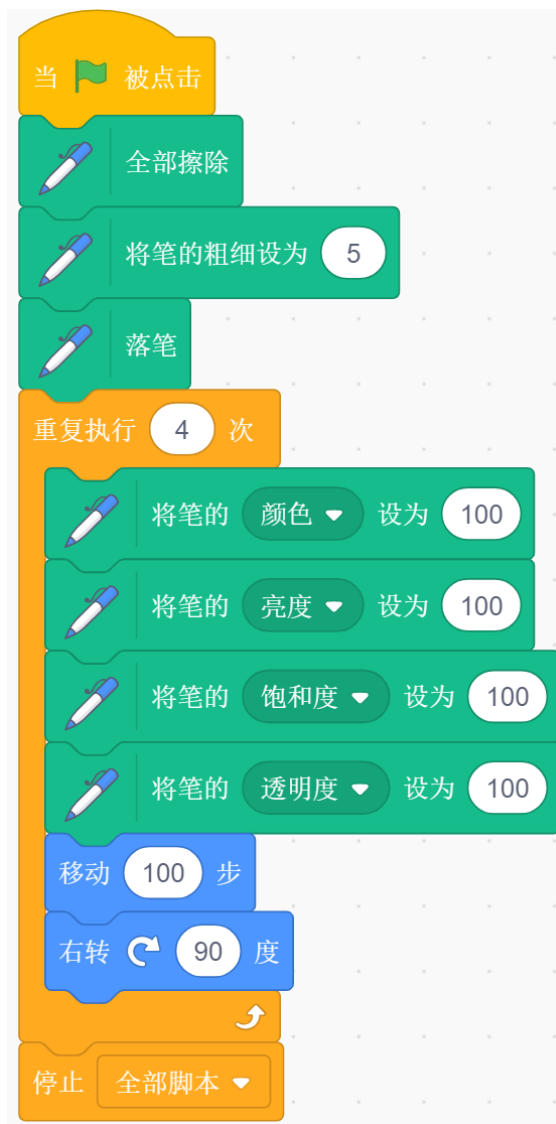 当 被点击
全部擦除
将笔的粗细设为 5
落笔
重复执行 4 次
将笔的 颜色 设为 100
将笔的 亮度 设为 100
将笔的 饱和度 设为 100
将笔的 透明度 设为 100
移动 100 步
右转 90 度
停止 全部脚本